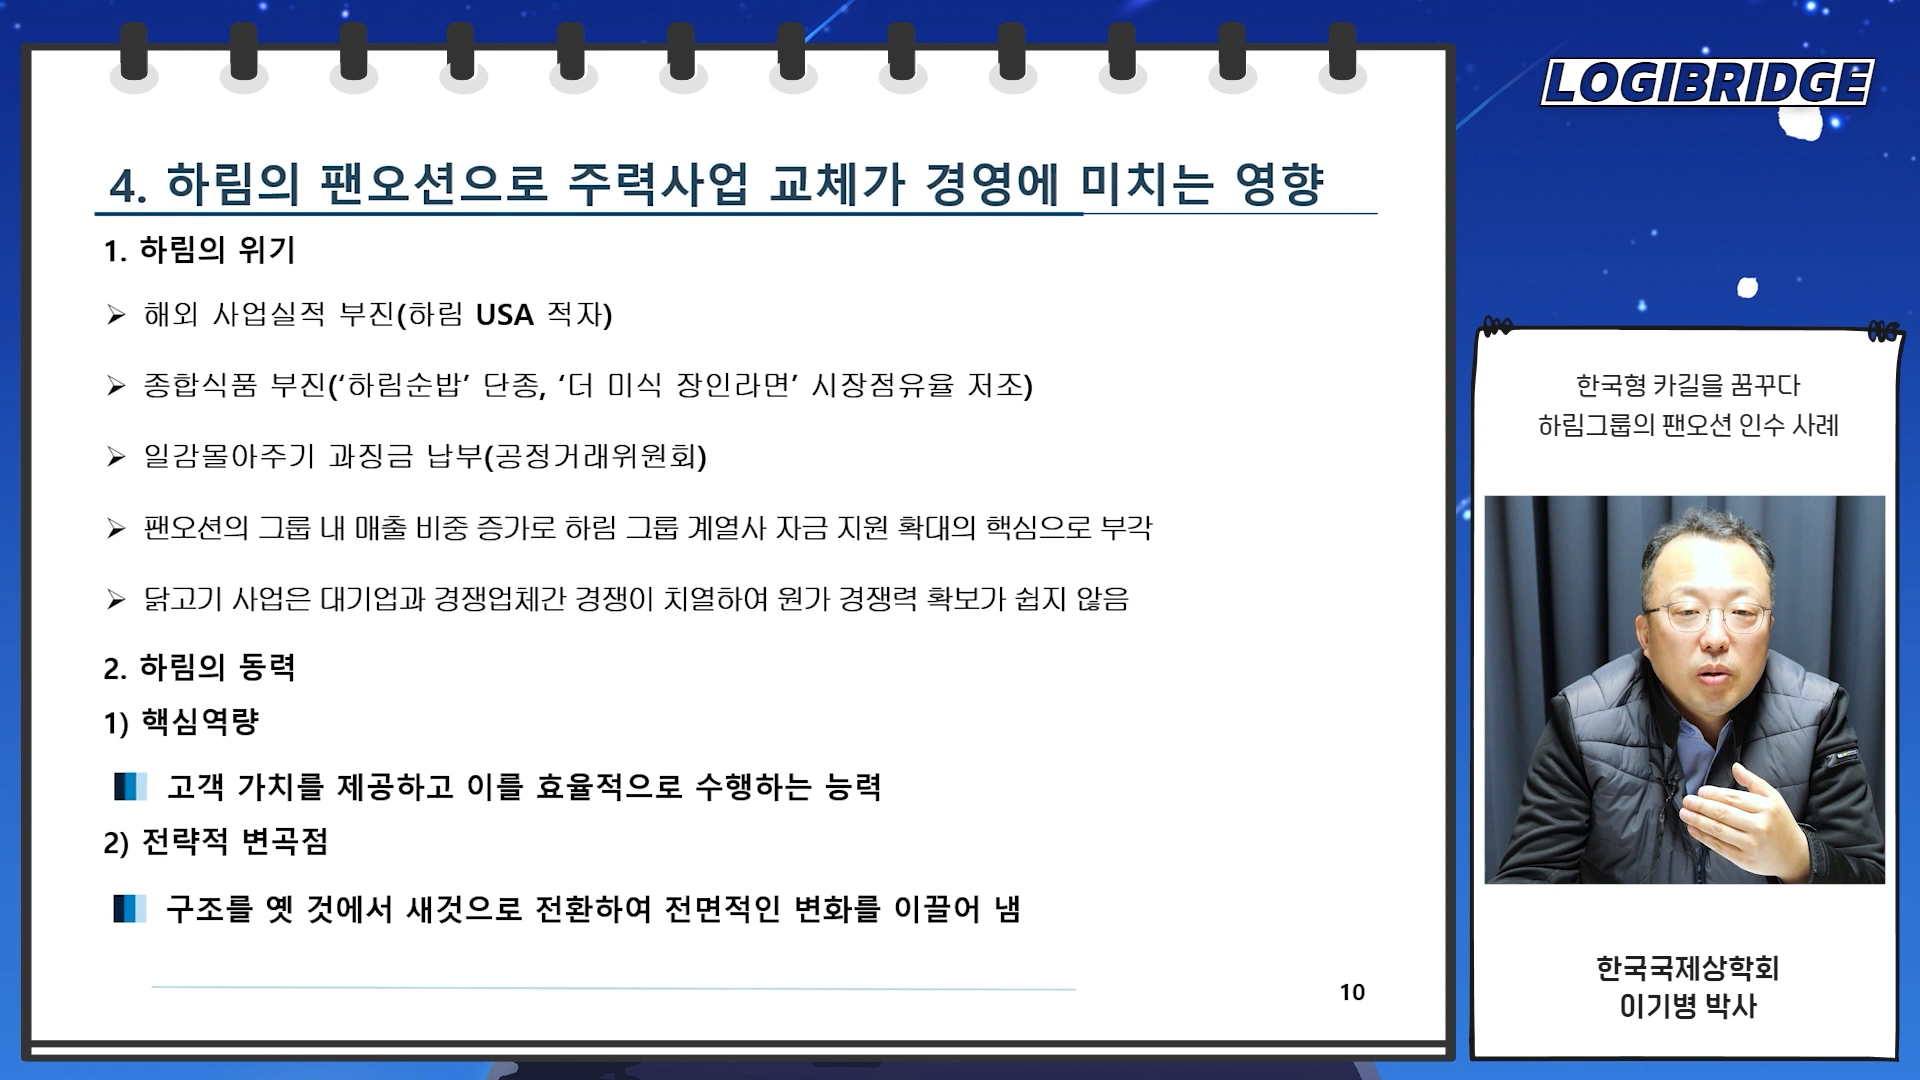 LOGIBRIDGE
4. 하림의 팬오션으로 주력사업 교체가 경영에 미치는 영향
1. 하림의 위기
➢ 해외 사업실적 부진(하림 USA 적자)
➢ 종합식품 부진(‘하림순밥’ 단종, ‘더 미식 장인라면’ 시장점유율 저조)
➢ 일감몰아주기 과징금 납부(공정거래위원회)
➢ 팬오션의 그룹 내 매출 비중 증가로 하림 그룹 계열사 자금 지원 확대의 핵심으로 부각
➢ 닭고기 사업은 대기업과 경쟁업체간 경쟁이 치열하여 원가 경쟁력 확보가 쉽지 않음
2. 하림의 동력
1) 핵심역량
고객 가치를 제공하고 이를 효율적으로 수행하는 능력
2) 전략적 변곡점
구조를 옛 것에서 새것으로 전환하여 전면적인 변화를 이끌어 냄
10
한국형 카길을 꿈꾸다
하림그룹의 팬오션 인수 사례
한국국제상학회
이기병 박사